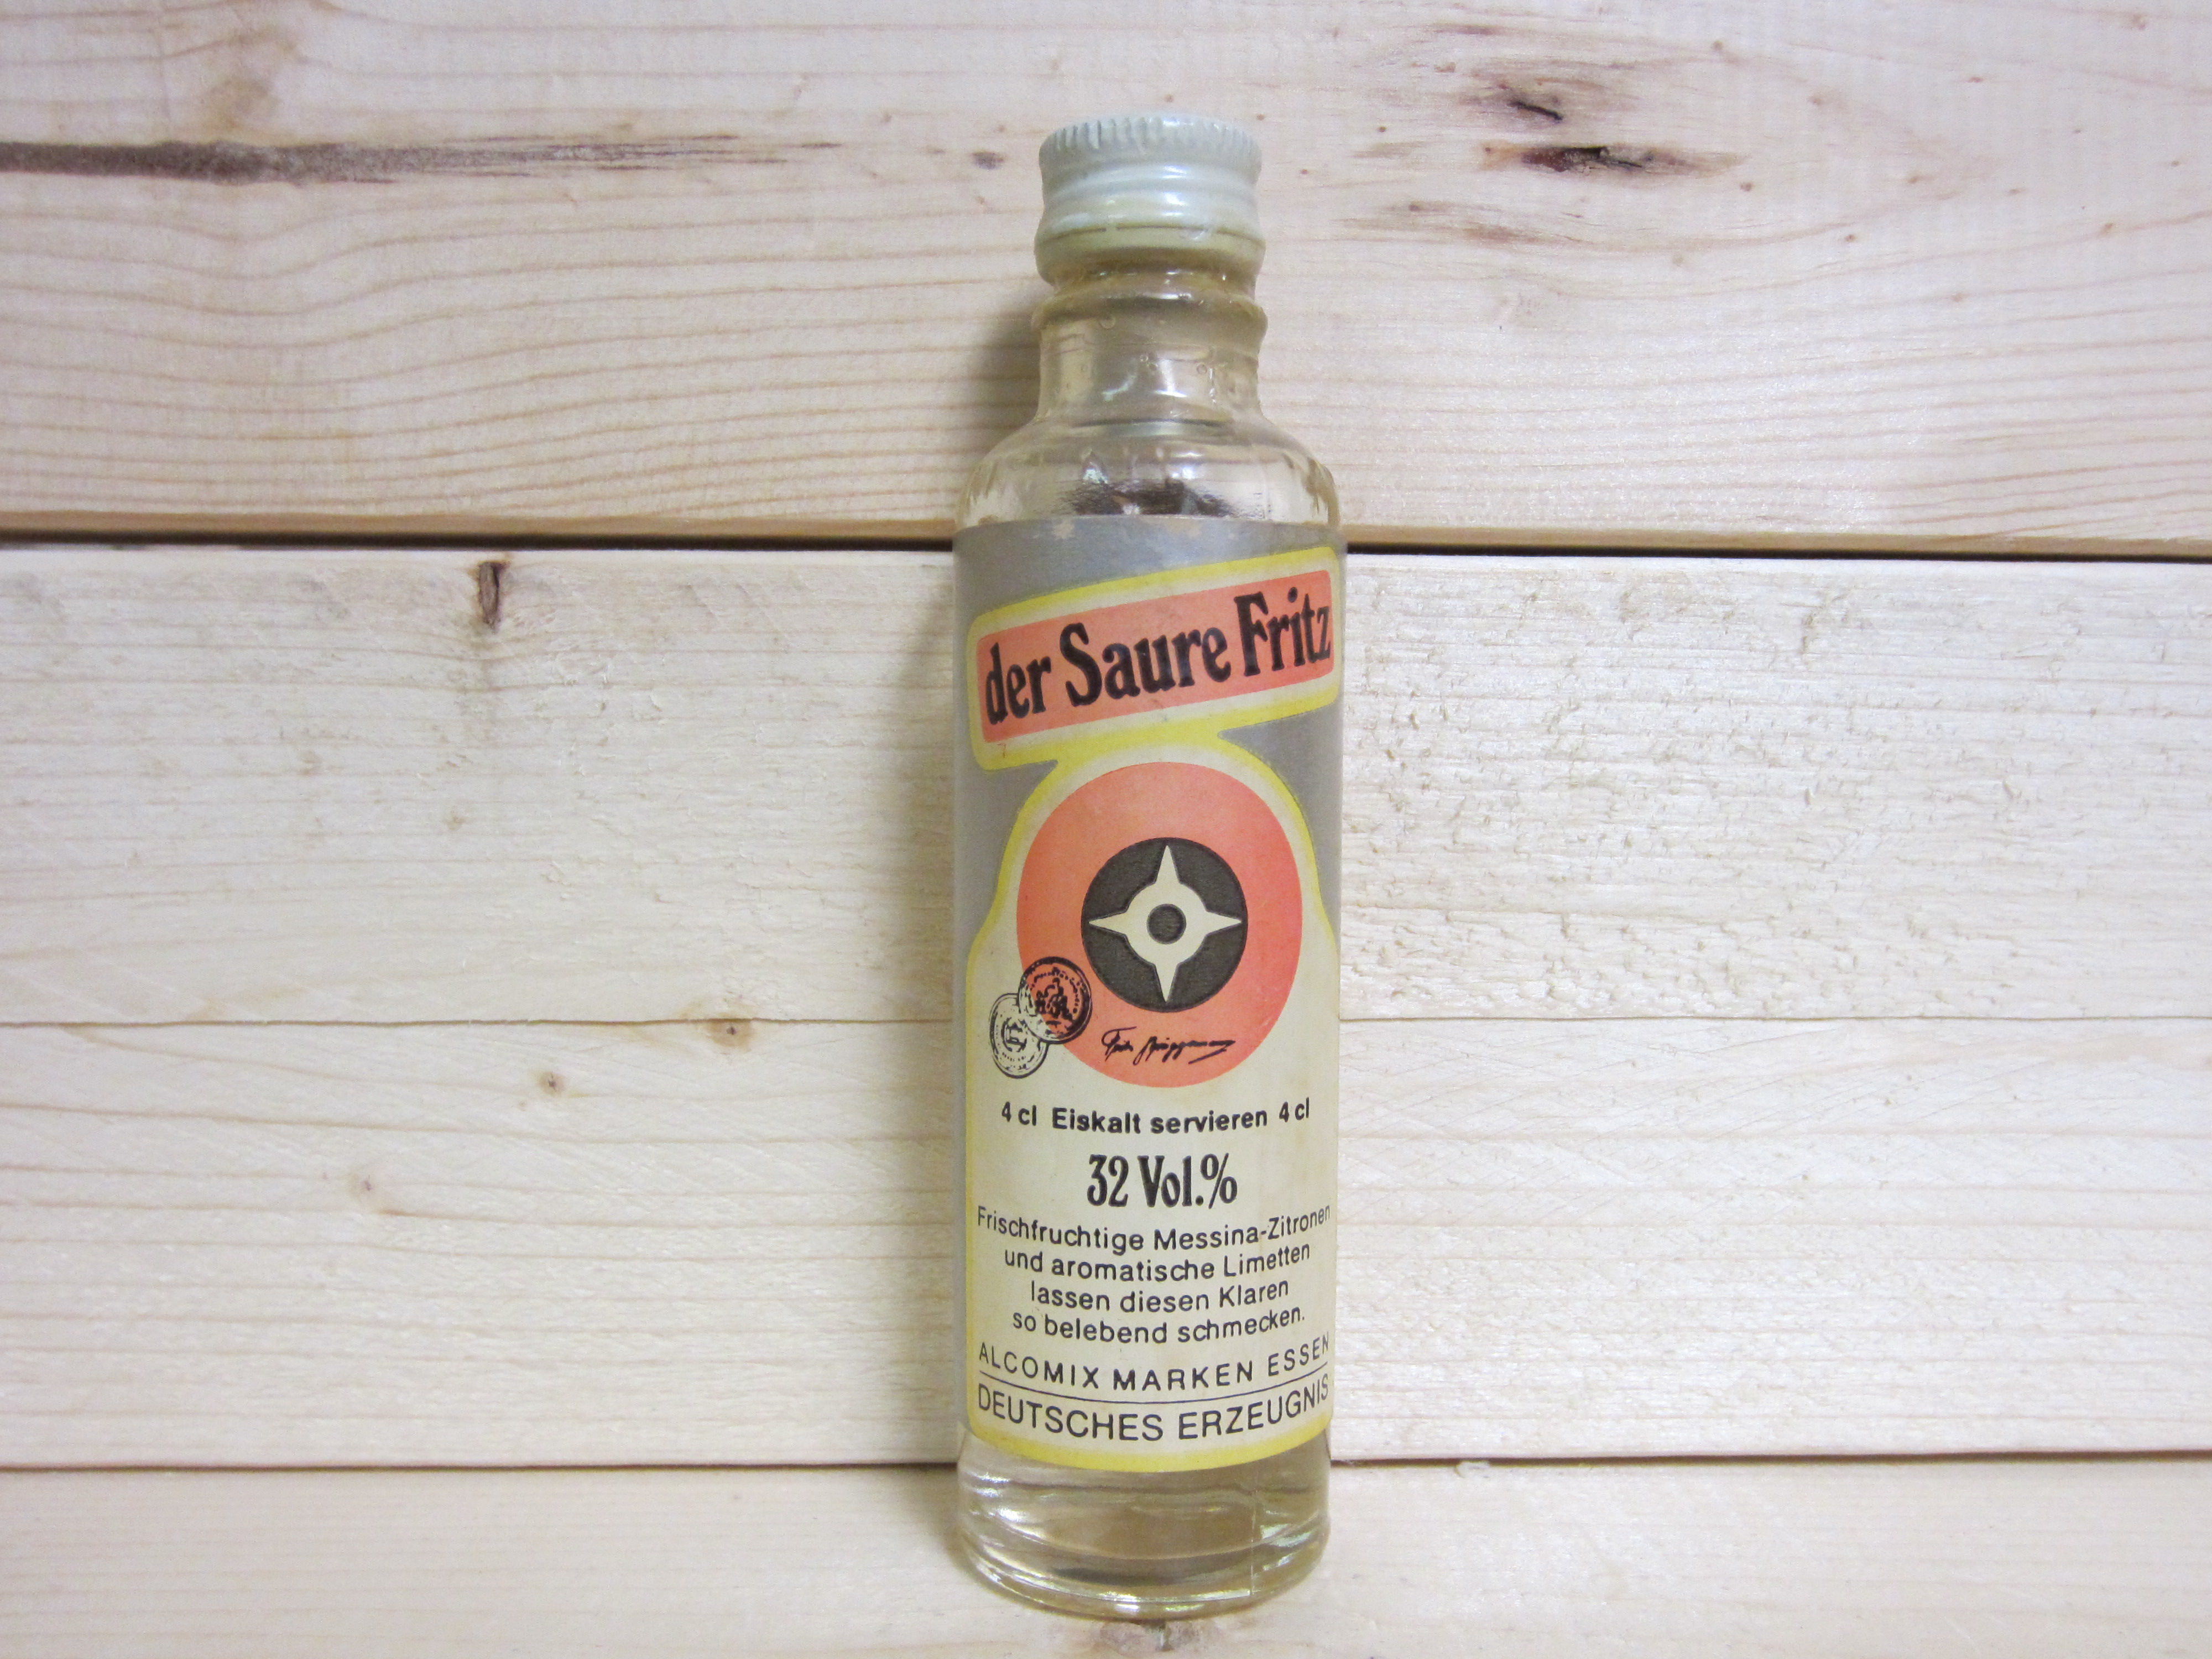 der Saure Fritz
4 cl Eiskalt servieren 4 cl
32 Vol.%
Frischfruchtige Messina-Zitronen
und aromatische Limetten
lassen diesen Klaren
so belebend schmecken.
ALCOMIX MARKEN ESSEN
DEUTSCHES ERZEUGNIS